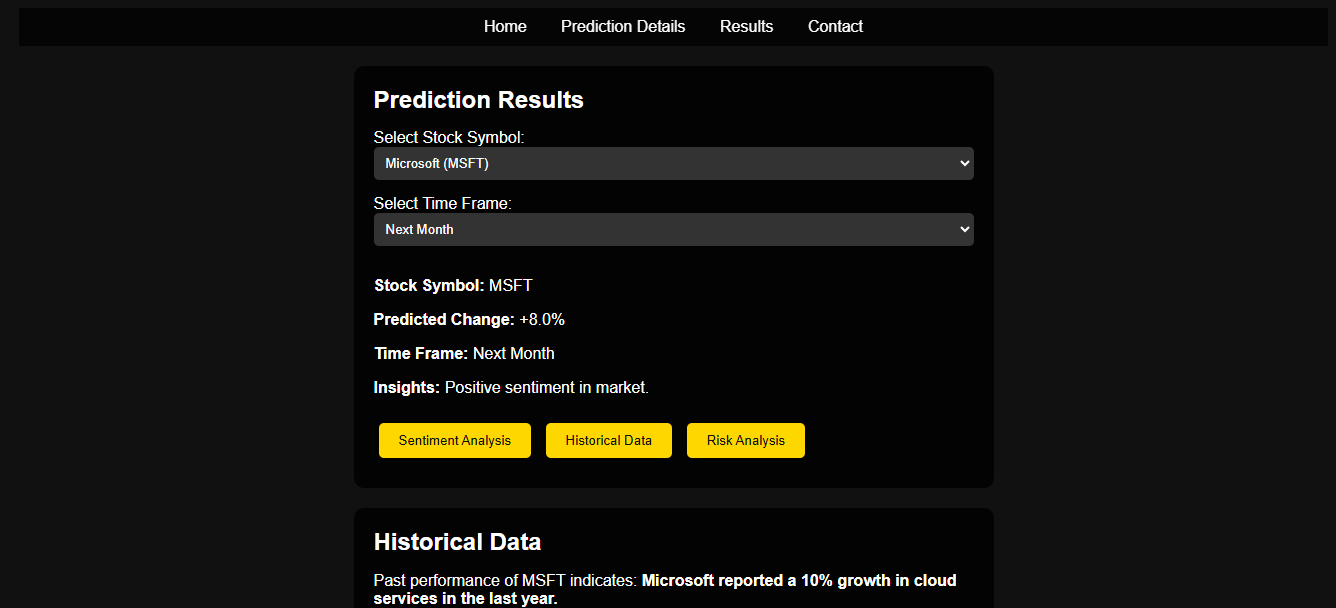 Home Prediction Details Results Contact
Prediction Results
Select Stock Symbol:
Microsoft (MSFT)
Select Time Frame:
Next Month
Stock Symbol: MSFT
Predicted Change: +8.0%
Time Frame: Next Month
Insights: Positive sentiment in market.
Sentiment Analysis Historical Data Risk Analysis
Historical Data
Past performance of MSFT indicates: Microsoft reported a 10% growth in cloud
services in the last year.